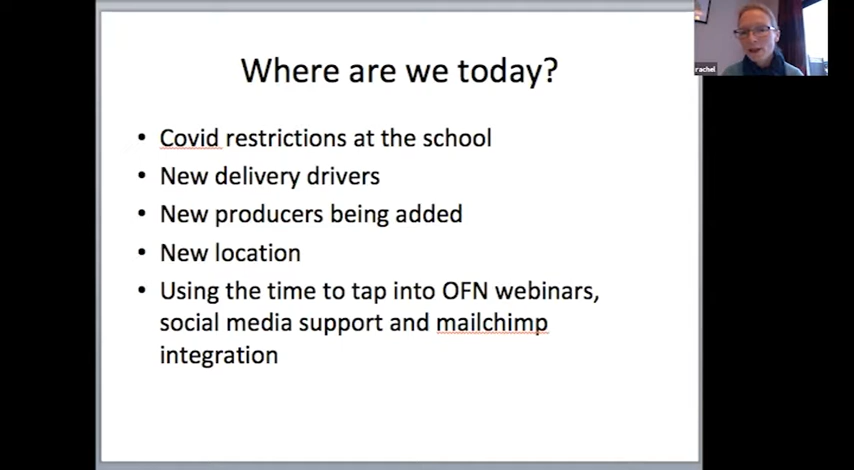 Where are we today?
rachel
• Covid restrictions at the school
• New delivery drivers
• New producers being added
• New location
• Using the time to tap into OFN webinars,
social media support and mailchimp
integration